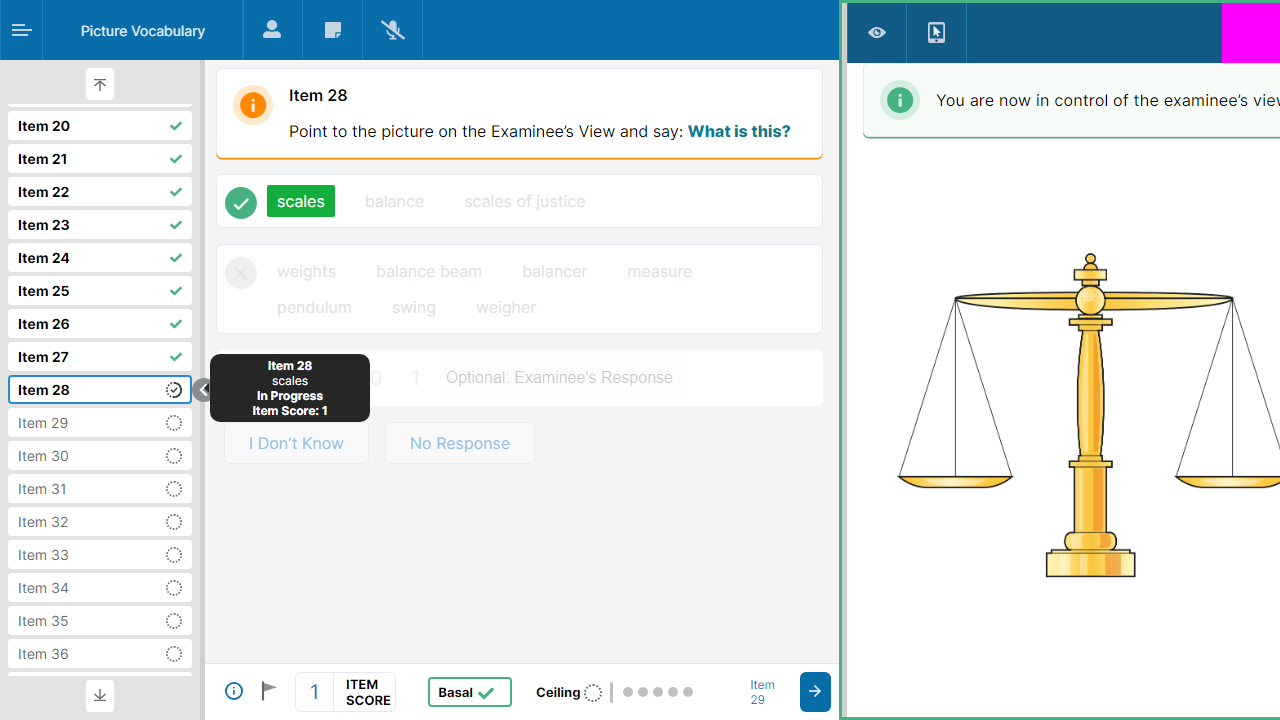 Picture Vocabulary
Item 20
Item 21
Item 22
Item 23
Item 24
Item 25
Item 26
Item 27
Item 28
Item 29
Item 30
Item 31
Item 32
Item 33
Item 34
Item 35
Item 36
Item 28
Point to the picture on the Examinee's View and say: What is this?
scales balance scales of justice
weights balance beam balancer measure
pendulum swing weigher
Item 28
scales
In Progress
Item Score: 1
0 1 Optional: Examinee's Response
I Don't Know No Response
1 ITEM SCORE
Basal
Ceiling
Item 29
You are now in control of the examinee's view